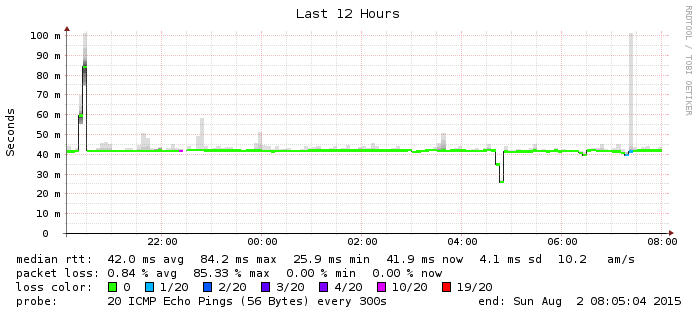 Last 12 Hours
RRDTOOL / TOBI OETIKER
Seconds
100 m
90 m
80 m
70 m
60 m
50 m
40 m
30 m
20 m
10 m
0
22:00 00:00 02:00 04:00 06:00 08:00
median rtt: 42.0 ms avg 84.2 ms max 25.9 ms min 41.9 ms now 4.1 ms sd 10.2 am/s
packet loss: 0.84 % avg 85.33 % max 0.00 % min 0.00 % now
loss color: 0 1/20 2/20 3/20 4/20 10/20 19/20
probe: 20 ICMP Echo Pings (56 Bytes) every 300s end: Sun Aug 2 08:05:04 2015